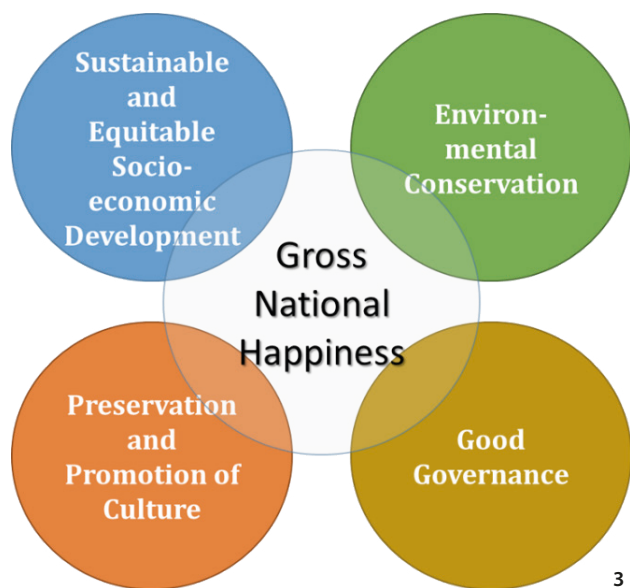 Sustainable
and
Equitable
Socio-
economic
Development
Environ-
mental
Conservation
Gross
National
Happiness
Preservation
and
Promotion of
Culture
Good
Governance
3